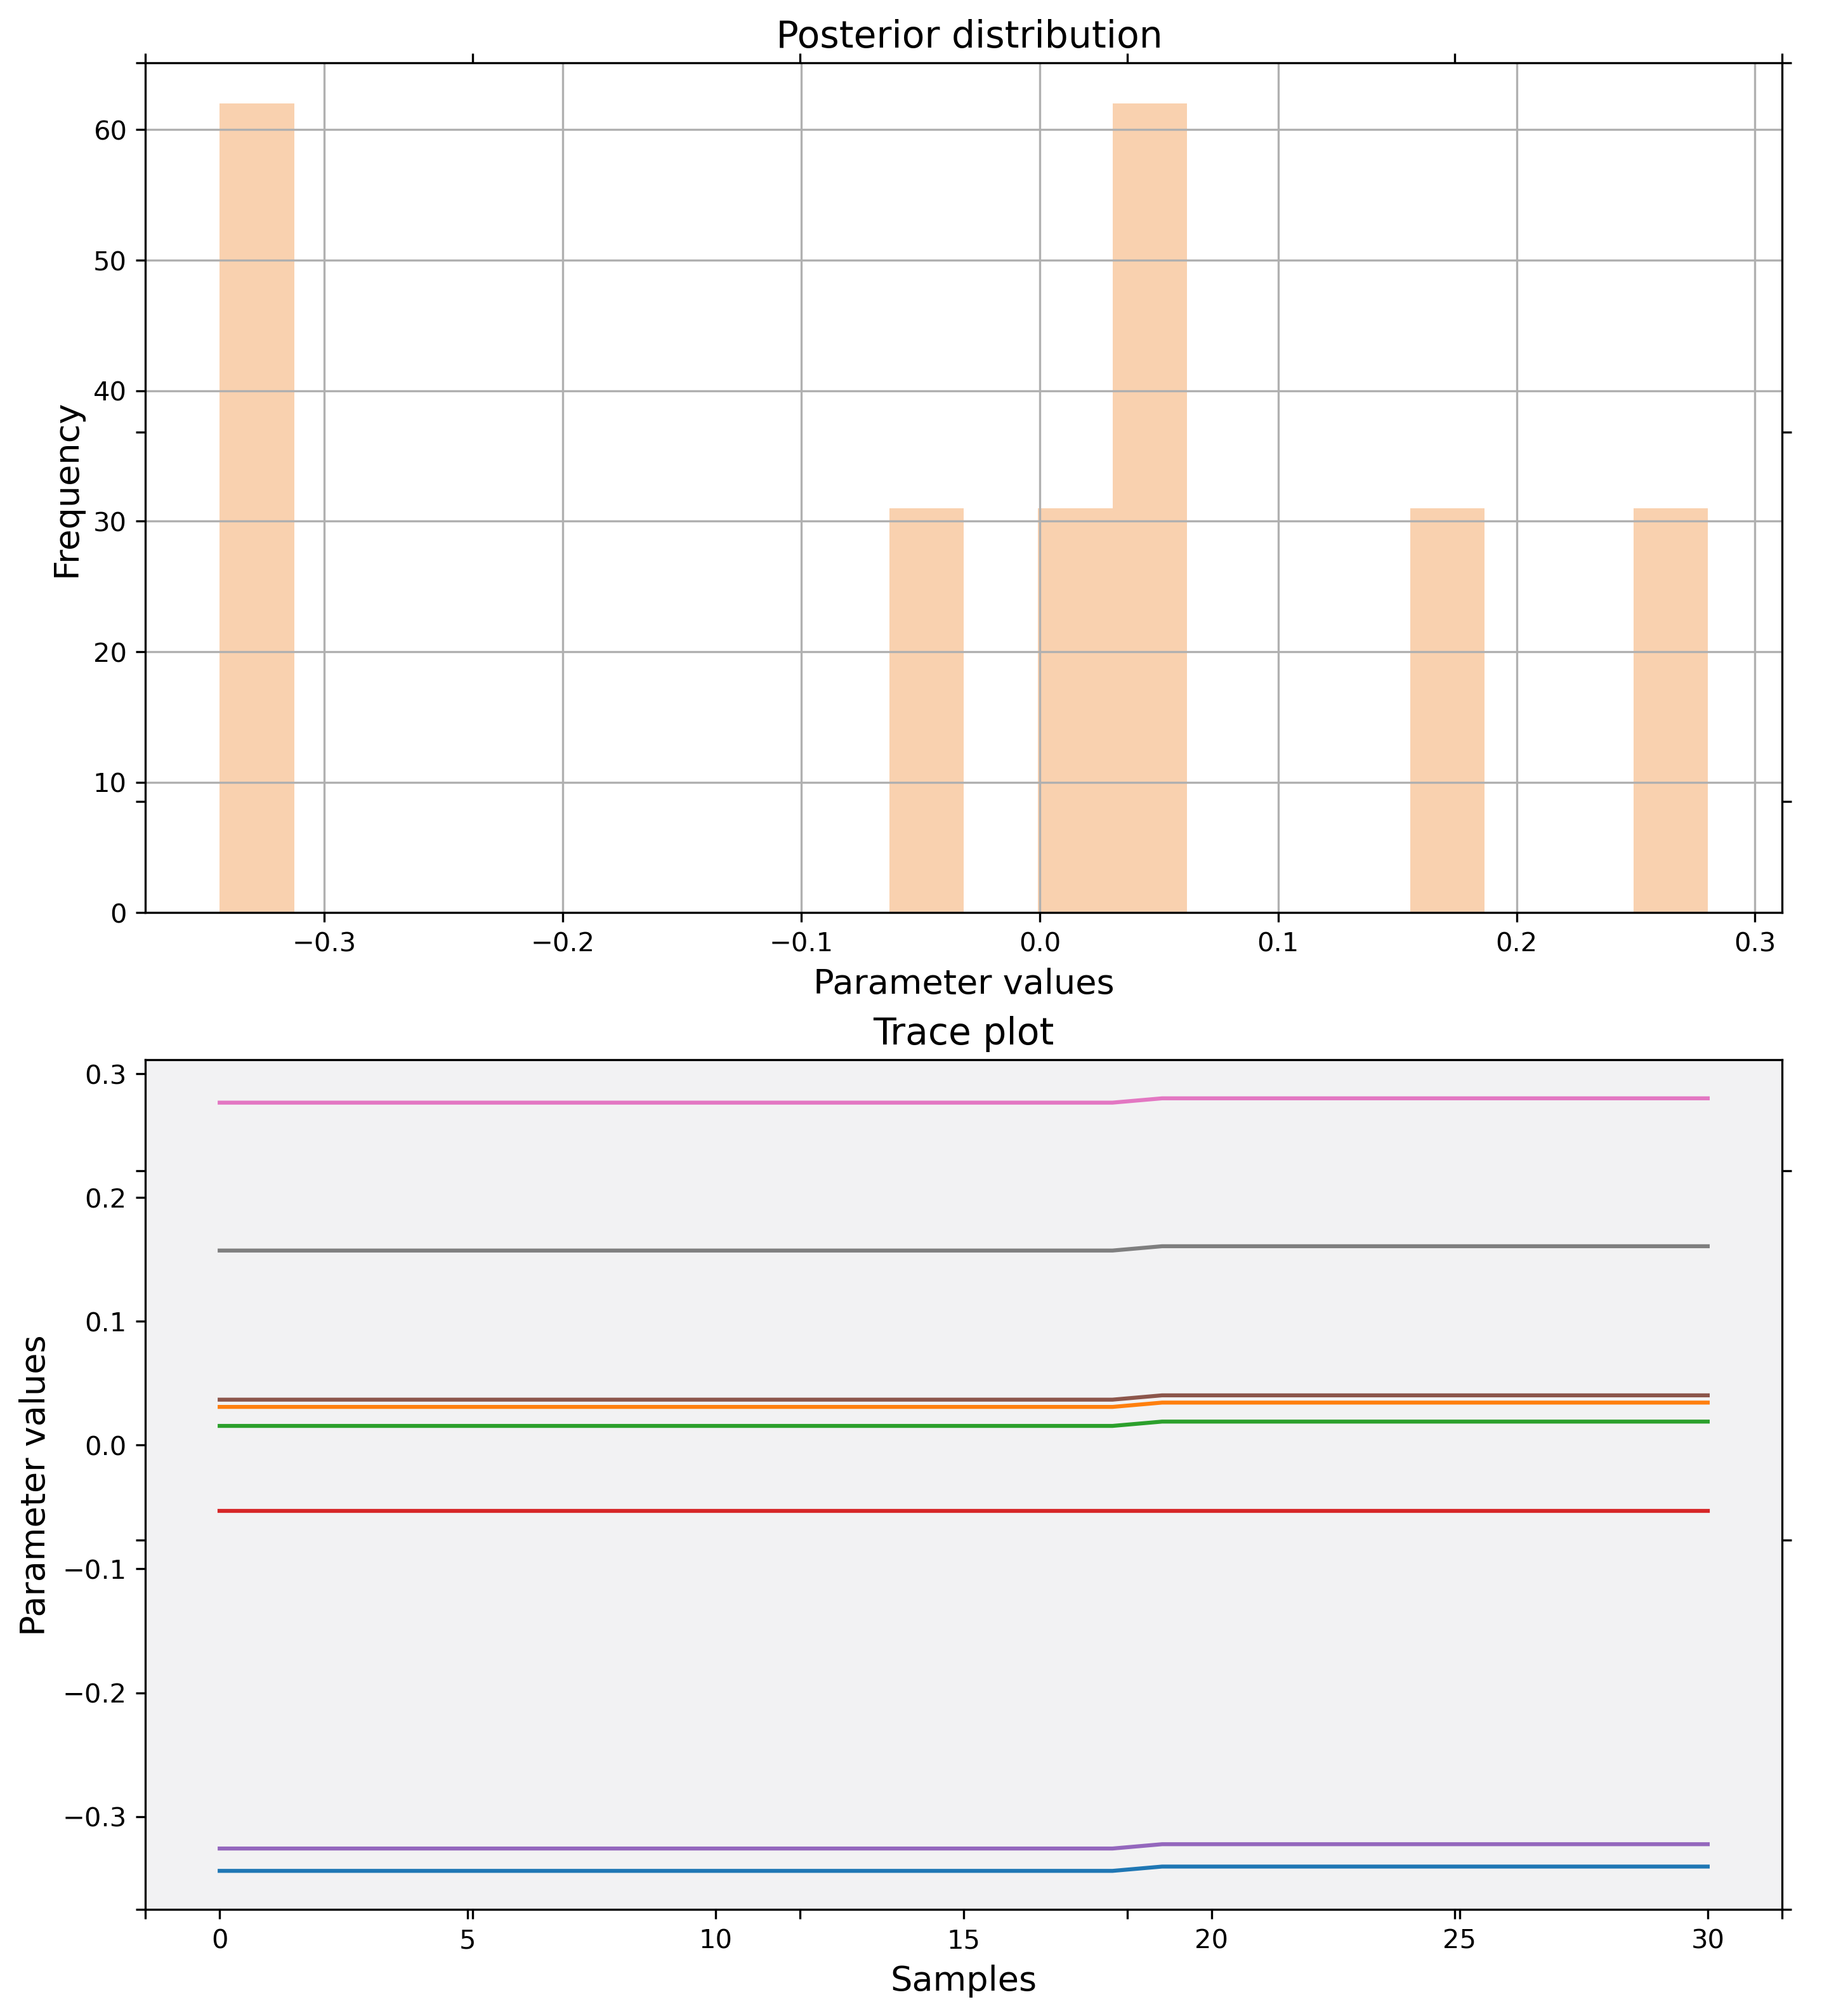 Posterior distribution
60
50
40
30
20
10
0
Frequency
−0.3 −0.2 −0.1 0.0 0.1 0.2 0.3
Parameter values
Trace plot
0.3
0.2
0.1
0.0
−0.1
−0.2
−0.3
Parameter values
0 5 10 15 20 25 30
Samples